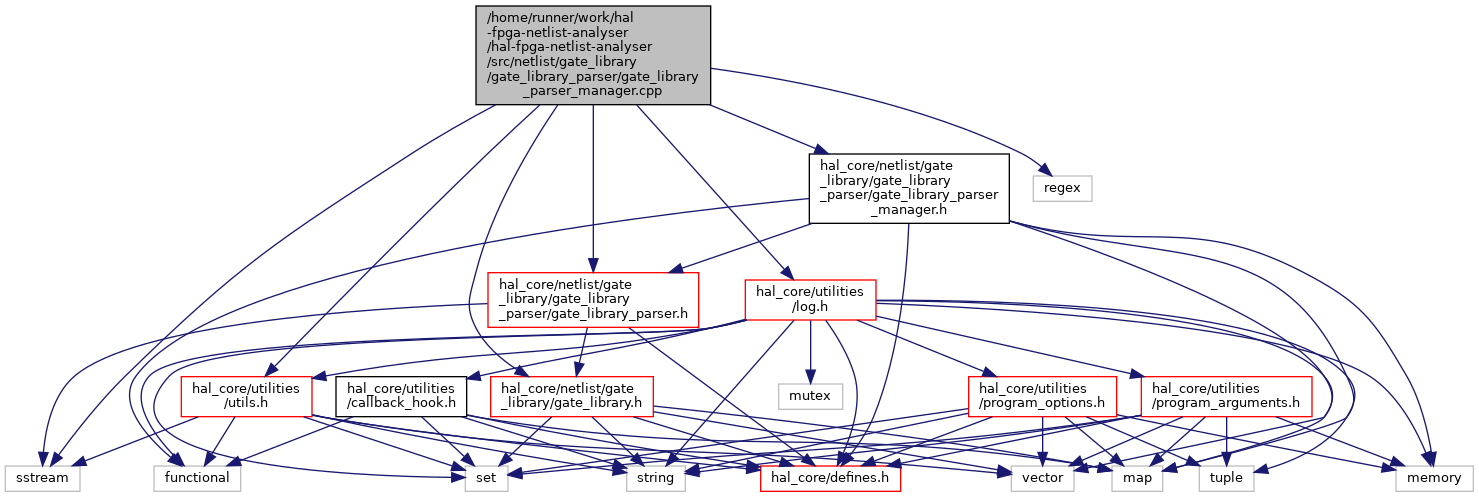 /home/runner/work/hal
-fpga-netlist-analyser
/hal-fpga-netlist-analyser
/src/netlist/gate_library
/gate_library_parser/gate_library
_parser_manager.cpp
hal_core/netlist/gate
_library/gate_library
_parser/gate_library_parser
_manager.h
regex
hal_core/netlist/gate
_library/gate_library
_parser/gate_library_parser.h
hal_core/utilities
/log.h
hal_core/utilities
/utils.h
hal_core/utilities
/callback_hook.h
hal_core/netlist/gate
_library/gate_library.h
mutex
hal_core/utilities
/program_options.h
hal_core/utilities
/program_arguments.h
sstream
functional
set
string
hal_core/defines.h
vector
map
tuple
memory